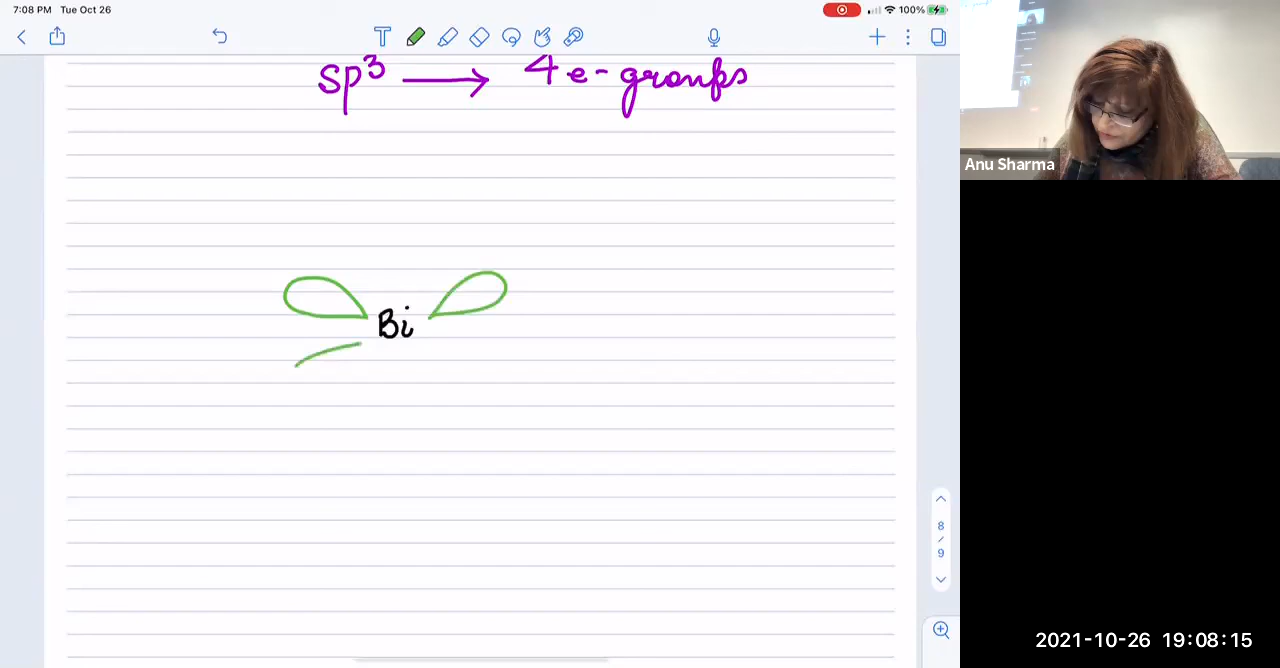 7:08 PM Tue Oct 26
100%
T
sp³ → 4 e- groups
Bi
8
/
9
Anu Sharma
2021-10-26 19:08:15